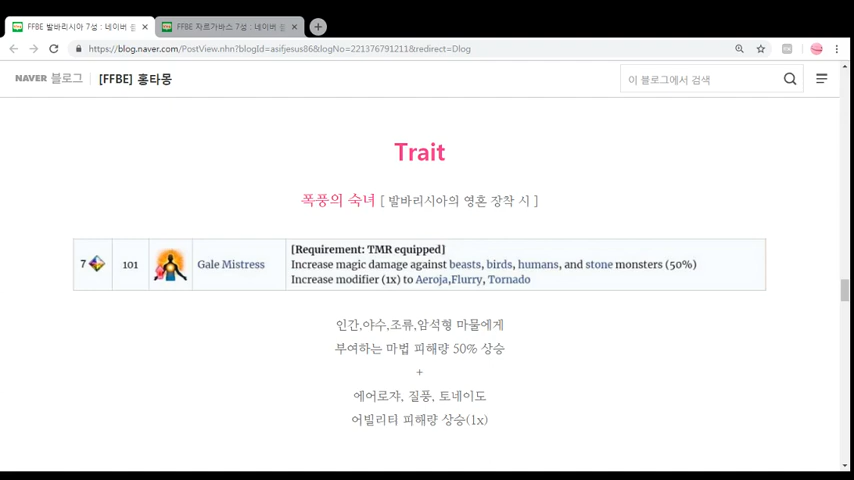 FFBE 발바리시아 7성 : 네이버 블
FFBE 자르가바스 7성 : 네이버 블
https://blog.naver.com/PostView.nhn?blogId=asifjesus86&logNo=221376791211&redirect=Dlog
NAVER 블로그 [FFBE] 홍타몽
이 블로그에서 검색
Trait
폭풍의 숙녀 [ 발바리시아의 영혼 장착 시 ]
[Requirement: TMR equipped]
7 101 Gale Mistress Increase magic damage against beasts, birds, humans, and stone monsters (50%)
Increase modifier (1x) to Aeroja,Flurry, Tornado
인간,야수,조류,암석형 마물에게
부여하는 마법 피해량 50% 상승
+
에어로쟈, 질풍, 토네이도
어빌리티 피해량 상승(1x)